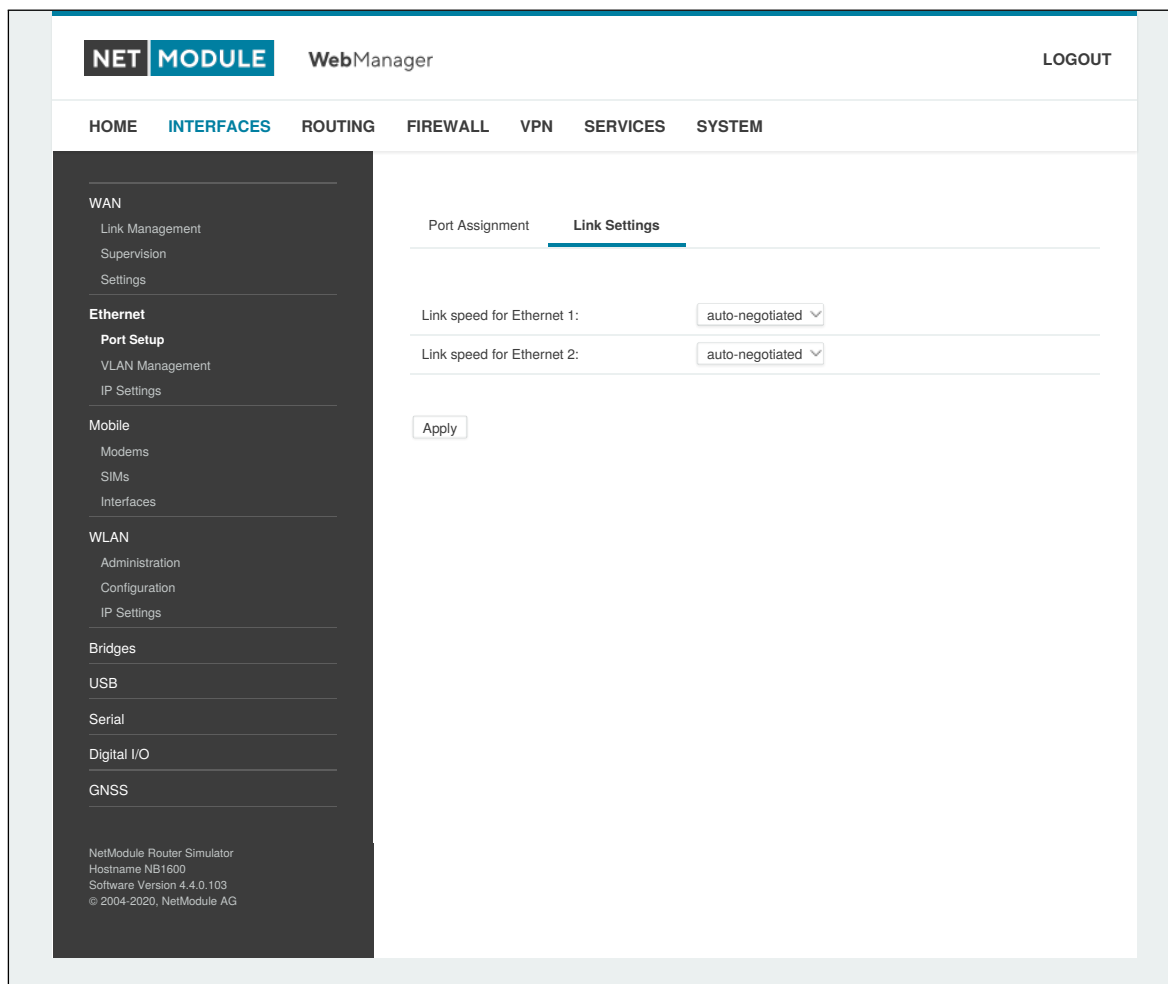 NET MODULE WebManager LOGOUT
HOME INTERFACES ROUTING FIREWALL VPN SERVICES SYSTEM
WAN
Link Management
Supervision
Settings
Ethernet
Port Setup
VLAN Management
IP Settings
Mobile
Modems
SIMs
Interfaces
WLAN
Administration
Configuration
IP Settings
Bridges
USB
Serial
Digital I/O
GNSS
NetModule Router Simulator
Hostname NB1600
Software Version 4.4.0.103
© 2004-2020, NetModule AG
Port Assignment Link Settings
Link speed for Ethernet 1: auto-negotiated
Link speed for Ethernet 2: auto-negotiated
Apply